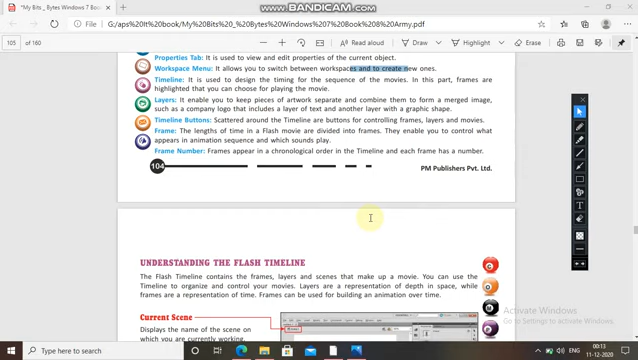 *My Bits _ Bytes Windows 7 Book 8
www.BANDICAM.com
File
G:/aps%20It%20book/My%20Bits%20_%20Bytes%20Windows%207%20Book%208%20Army.pdf
105 of 160
Read aloud
Draw
Highlight
Erase
Properties Tab: It is used to view and edit properties of the current object.
Workspace Menu: It allows you to switch between workspaces and to create new ones.
Timeline: It is used to design the timing for the sequence of the movies. In this part, frames are
highlighted that you can choose for playing the movie.
Layers: It enable you to keep pieces of artwork separate and combine them to form a merged image,
such as a company logo that includes a layer of text and another layer with a graphic shape.
Timeline Buttons: Scattered around the Timeline are buttons for controlling frames, layers and movies.
Frame: The lengths of time in a Flash movie are divided into frames. They enable you to control what
appears in animation sequence and which sounds play.
Frame Number: Frames appear in a chronological order in the Timeline and each frame has a number.
104
PM Publishers Pvt. Ltd.
UNDERSTANDING THE FLASH TIMELINE
The Flash Timeline contains the frames, layers and scenes that make up a movie. You can use the
Timeline to organize and control your movies. Layers are a representation of depth in space, while
frames are a representation of time. Frames can be used for building an animation over time.
Current Scene
Displays the name of the scene on
which you are currently working.
Activate Windows
Go to Settings to activate Windows.
Type here to search
ENG
00:13
11-12-2020